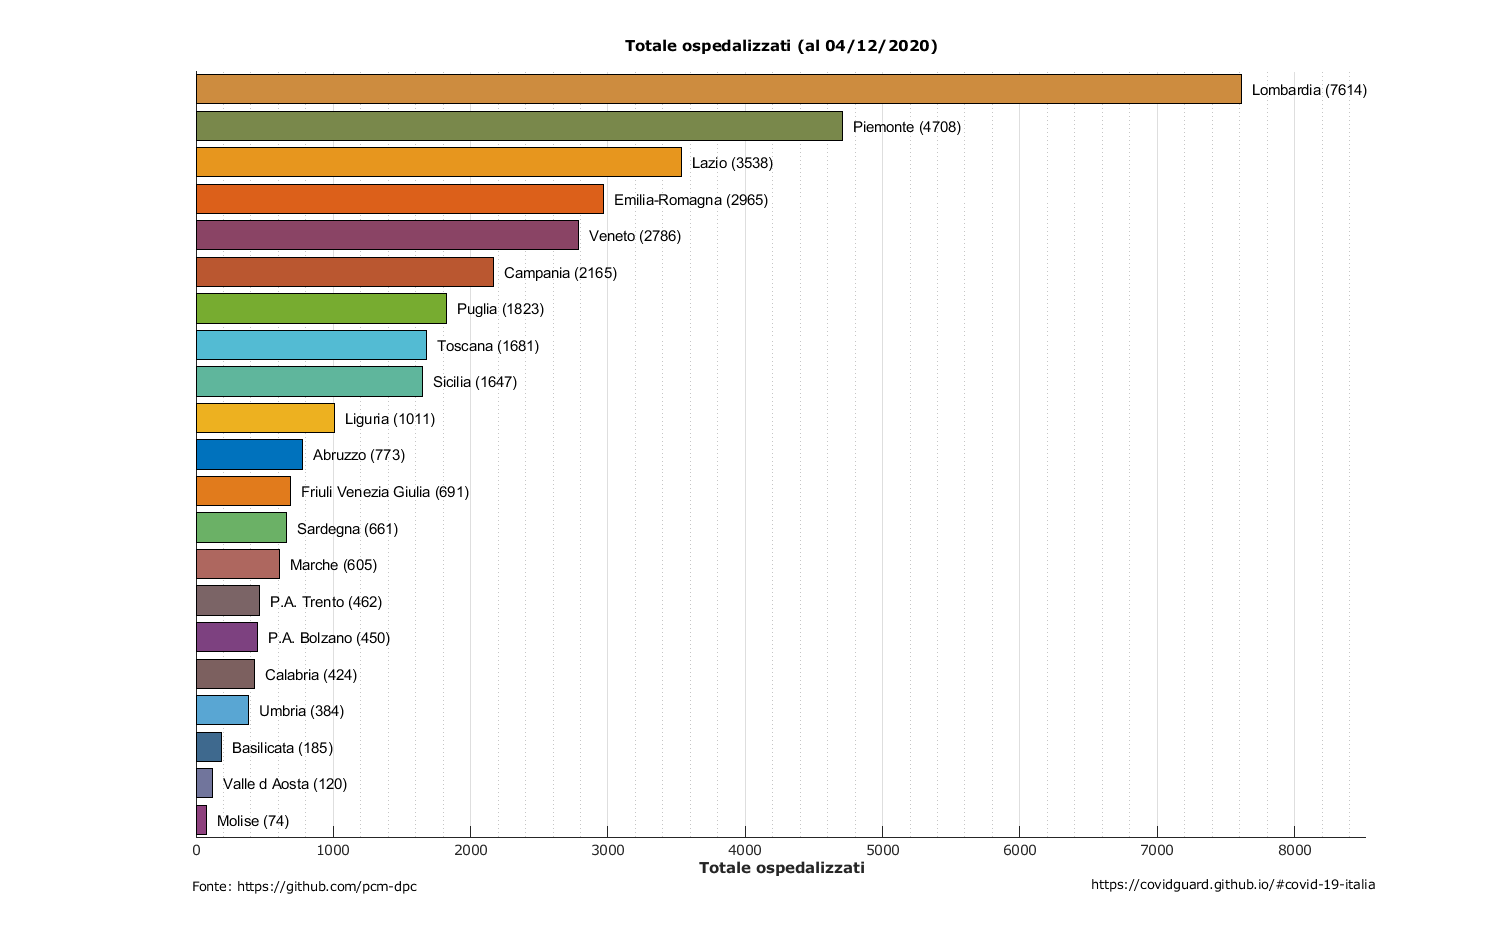 Totale ospedalizzati (al 04/12/2020)
Lombardia (7614)
Piemonte (4708)
Lazio (3538)
Emilia-Romagna (2965)
Veneto (2786)
Campania (2165)
Puglia (1823)
Toscana (1681)
Sicilia (1647)
Liguria (1011)
Abruzzo (773)
Friuli Venezia Giulia (691)
Sardegna (661)
Marche (605)
P.A. Trento (462)
P.A. Bolzano (450)
Calabria (424)
Umbria (384)
Basilicata (185)
Valle d Aosta (120)
Molise (74)
0 1000 2000 3000 4000 5000 6000 7000 8000
Totale ospedalizzati
Fonte: https://github.com/pcm-dpc
https://covidguard.github.io/#covid-19-italia